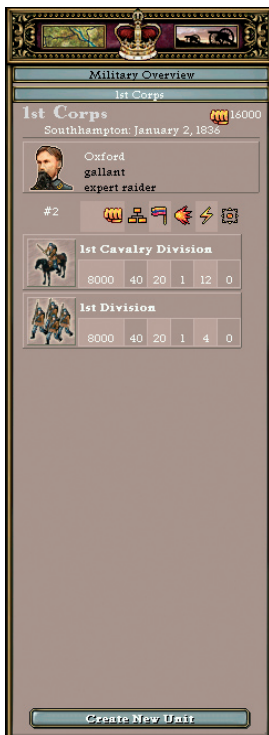 Military Overview
1st Corps
1st Corps 16000
Southhampton: January 2, 1836
Oxford
gallant
expert raider
#2
1st Cavalry Division
8000 40 20 1 12 0
1st Division
8000 40 20 1 4 0
Create New Unit